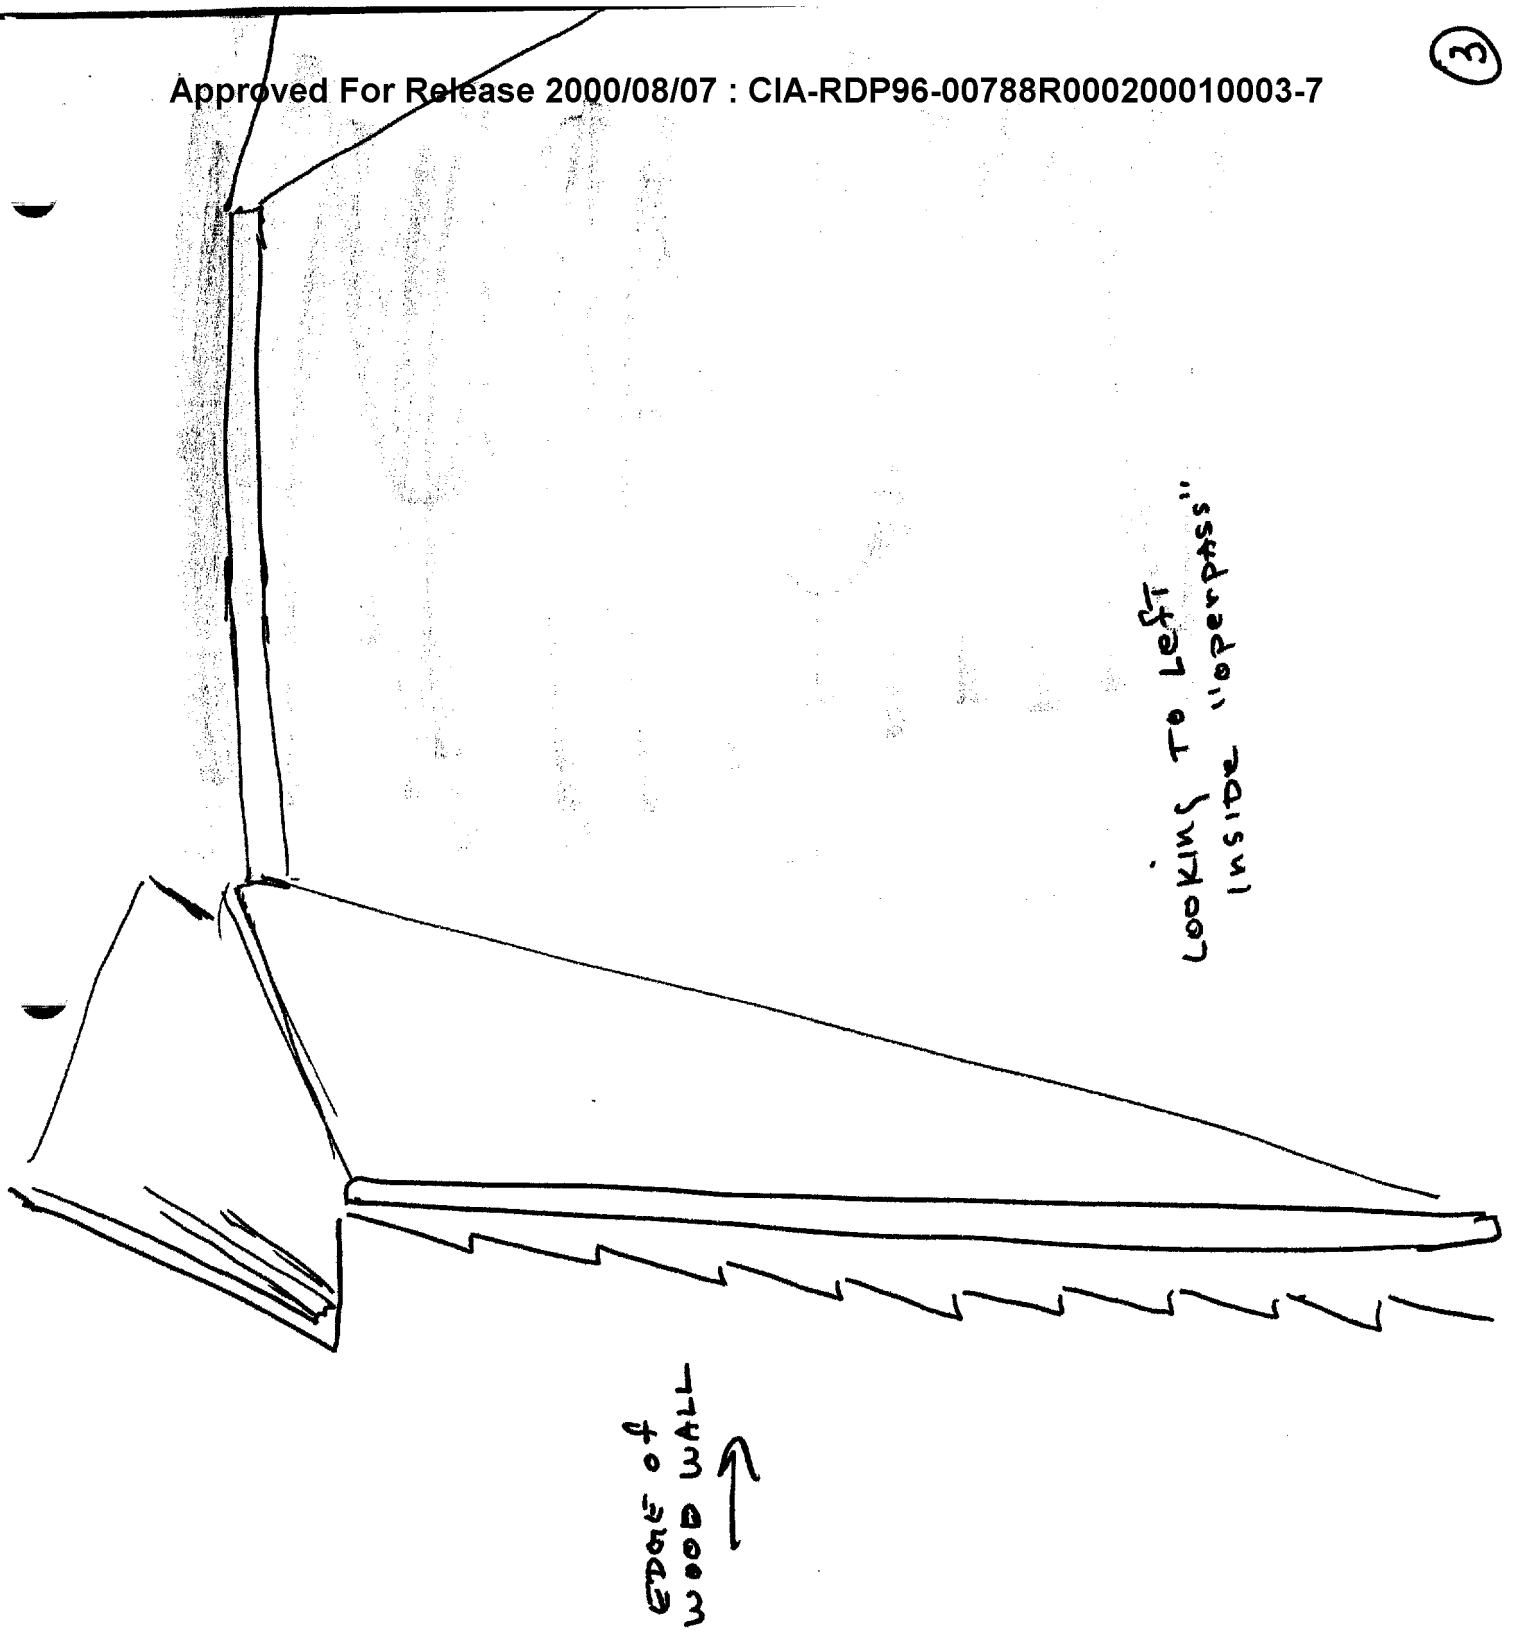 Approved For Release 2000/08/07 : CIA-RDP96-00788R000200010003-7
3
LOOKING TO LEFT
INSIDE "OPENPASS"
EDGE OF
WOOD WALL